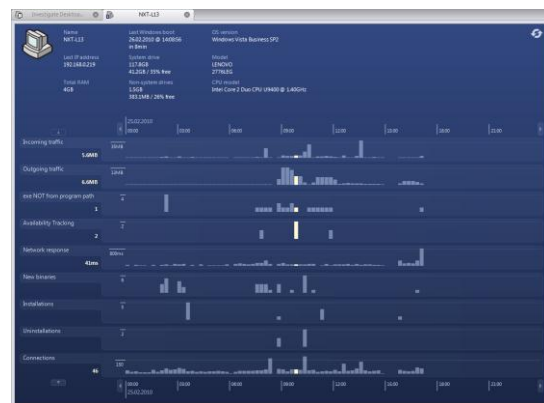 Investigate Desktop...
NXT-L13
Name
NXT-L13
Last Windows boot
26.02.2010 @ 14:08:56
in 8min
OS version
Windows Vista Business SP2
Last IP address
192.168.0.219
System drive
117.8GB
41.2GB / 35% free
Model
LENOVO
2776LEG
Total RAM
4GB
Non-system drives
1.5GB
383.1MB / 26% free
CPU model
Intel Core 2 Duo CPU U9400 @ 1.40GHz
25.02.2010
00:00 03:00 06:00 09:00 12:00 15:00 18:00 21:00
Incoming traffic
5.6MB
Outgoing traffic
6.6MB
exe NOT from program path
1
Availability Tracking
2
2
Network response
800ms
41ms
New binaries
Installations
Uninstallations
2
Connections
46
00:00 03:00 06:00 09:00 12:00 15:00 18:00 21:00
25.02.2010